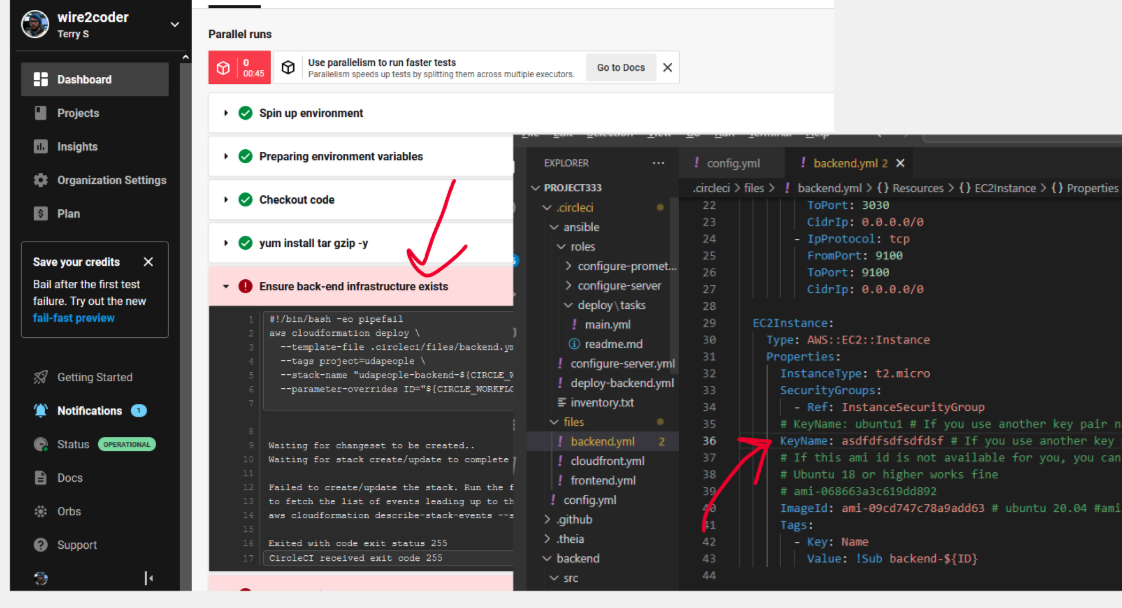 wire2coder
Terry S
Dashboard
Projects
Insights
Organization Settings
Plan
Save your credits
Bail after the first test
failure. Try out the new
fail-fast preview
Getting Started
Notifications 1
Status OPERATIONAL
Docs
Orbs
Support
Parallel runs
0
00:45
Use parallelism to run faster tests
Parallelism speeds up tests by splitting them across multiple executors.
Go to Docs
Spin up environment
Preparing environment variables
Checkout code
yum install tar gzip -y
Ensure back-end infrastructure exists
1 #!/bin/bash -eo pipefail
2 aws cloudformation deploy \
3 --template-file .circleci/files/backend.ym
4 --tags project=udapeople \
5 --stack-name "udapeople-backend-${CIRCLE_W
6 --parameter-overrides ID="${CIRCLE_WORKFLO
7
8
9 Waiting for changeset to be created..
10 Waiting for stack create/update to complete
11
12 Failed to create/update the stack. Run the f
13 to fetch the list of events leading up to th
14 aws cloudformation describe-stack-events --s
15
16 Exited with code exit status 255
17 CircleCI received exit code 255
File Edit Selection View Go Run Terminal Help
EXPLORER
PROJECT333
.circleci
ansible
roles
configure-promet...
configure-server
deploy\tasks
! main.yml
readme.md
! configure-server.yml
! deploy-backend.yml
inventory.txt
files
! backend.yml 2
! cloudfront.yml
! frontend.yml
! config.yml
.github
.theia
backend
src
! config.yml
! backend.yml 2
.circleci > files > ! backend.yml > {} Resources > {} EC2Instance > {} Properties
22 ToPort: 3030
23 CidrIp: 0.0.0.0/0
24 - IpProtocol: tcp
25 FromPort: 9100
26 ToPort: 9100
27 CidrIp: 0.0.0.0/0
28
29 EC2Instance:
30 Type: AWS::EC2::Instance
31 Properties:
32 InstanceType: t2.micro
33 SecurityGroups:
34 - Ref: InstanceSecurityGroup
35 # KeyName: ubuntu1 # If you use another key pair n
36 KeyName: asdfdfsdfsdfdsf # If you use another key
37 # If this ami id is not available for you, you can
38 # Ubuntu 18 or higher works fine
39 # ami-068663a3c619dd892
40 ImageId: ami-09cd747c78a9add63 # ubuntu 20.04 #ami
41 Tags:
42 - Key: Name
43 Value: !Sub backend-${ID}
44